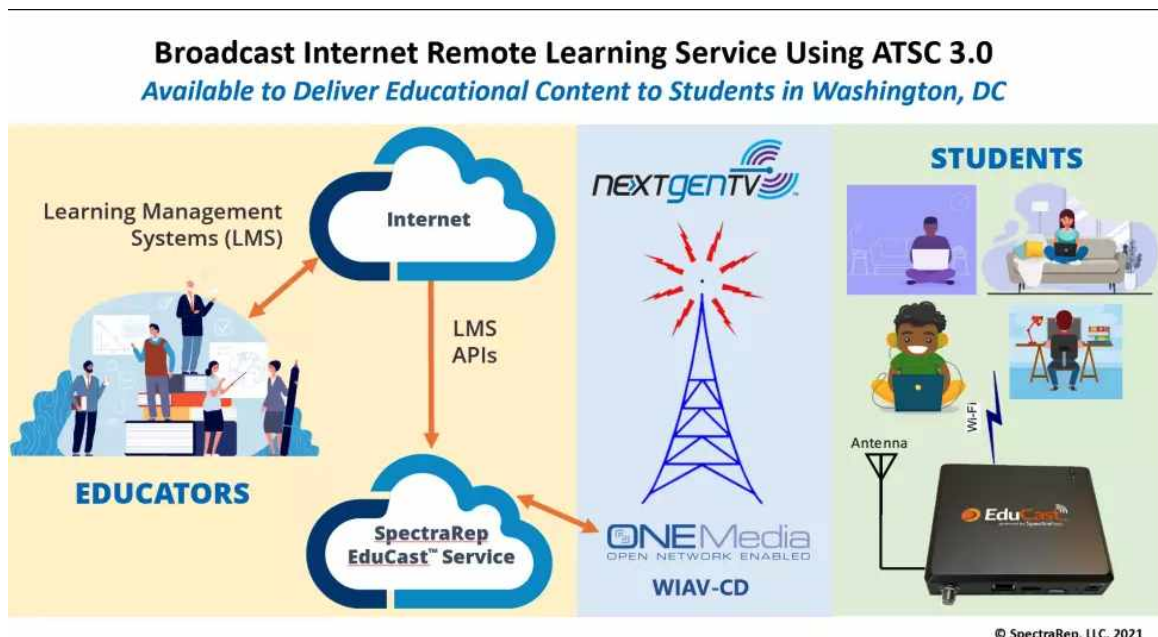 Broadcast Internet Remote Learning Service Using ATSC 3.0
Available to Deliver Educational Content to Students in Washington, DC
Learning Management
Systems (LMS)
Internet
LMS
APIs
EDUCATORS
SpectraRep
EduCast™ Service
NEXTGENTV
ONEMedia
OPEN NETWORK ENABLED
WIAV-CD
STUDENTS
Wi-Fi
Antenna
EduCast
© SpectraRep, LLC, 2021